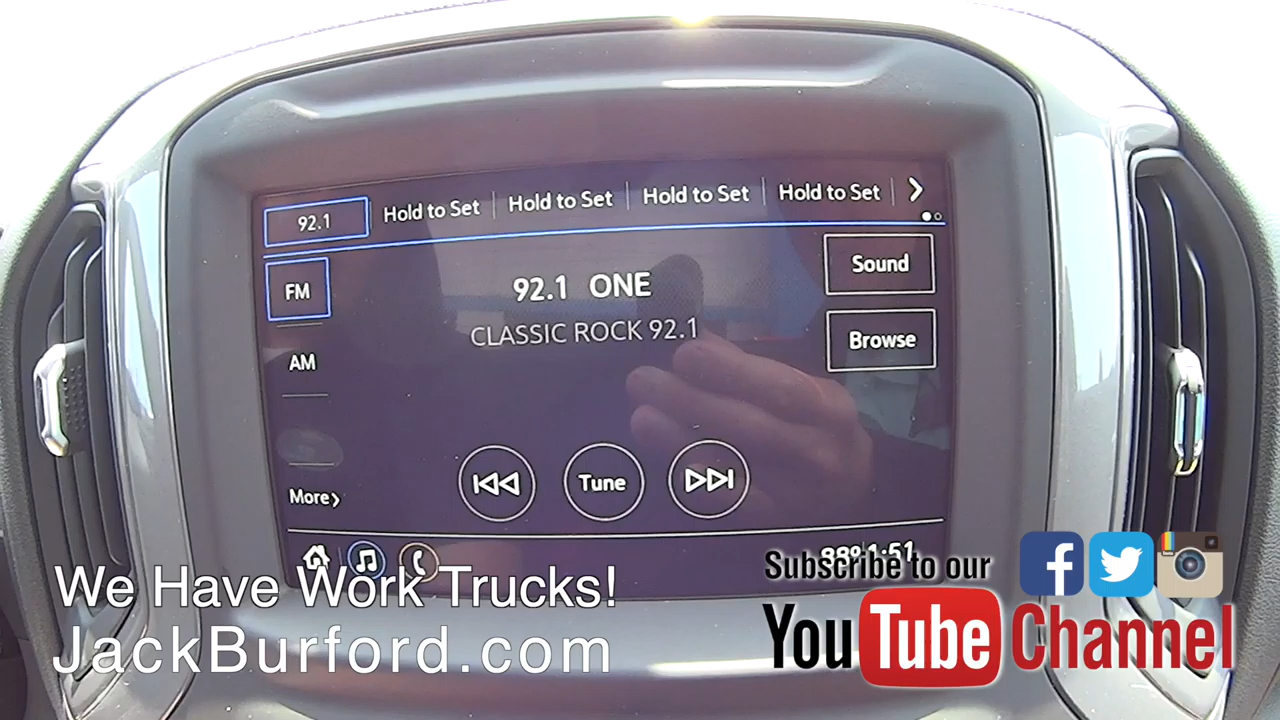 92.1 Hold to Set Hold to Set Hold to Set Hold to Set
FM
92.1 ONE
Sound
CLASSIC ROCK 92.1
Browse
AM
More
Tune
1:51
We Have Work Trucks!
JackBurford.com
Subscribe to our
YouTube Channel